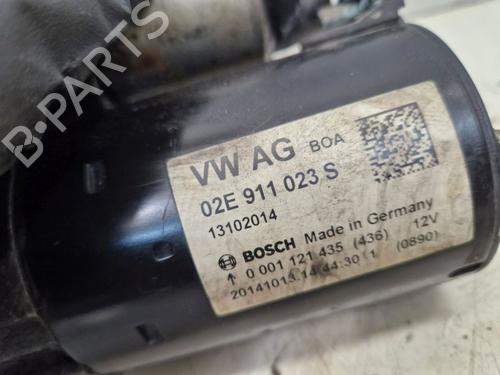 B-PARTS
VW AG BOA
02E 911 023 S
13102014
BOSCH Made in Germany
↑ 0 001 121 435 (436) 12V
20141013 14:44:30 1 (0890)